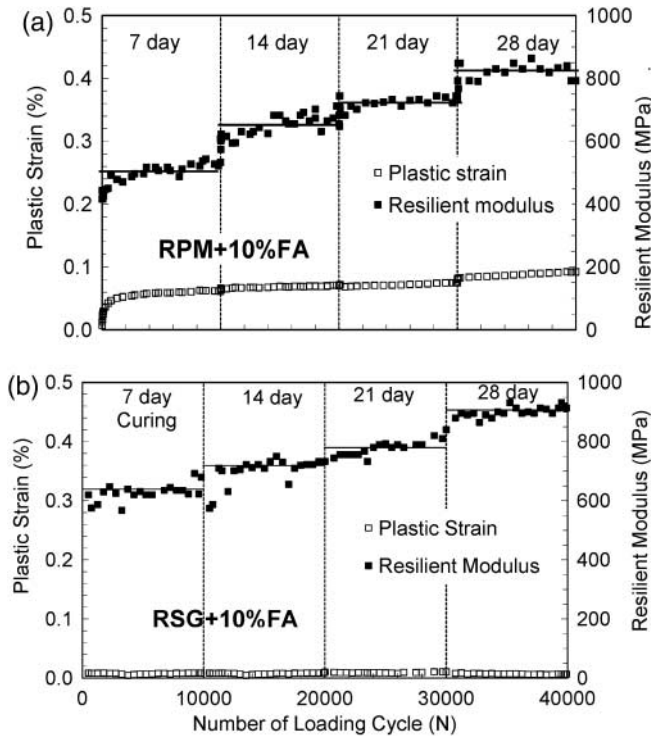 (a)
0.5
0.4
0.3
0.2
0.1
0.0
Plastic Strain (%)
7 day
14 day
21 day
28 day
Plastic strain
Resilient modulus
RPM+10%FA
1000
800
600
400
200
0
Resilient Modulus (MPa)
(b)
0.5
0.4
0.3
0.2
0.1
0.0
Plastic Strain (%)
7 day
Curing
14 day
21 day
28 day
Plastic Strain
Resilient Modulus
RSG+10%FA
1000
800
600
400
200
0
Resilient Modulus (MPa)
0
10000
20000
30000
40000
Number of Loading Cycle (N)